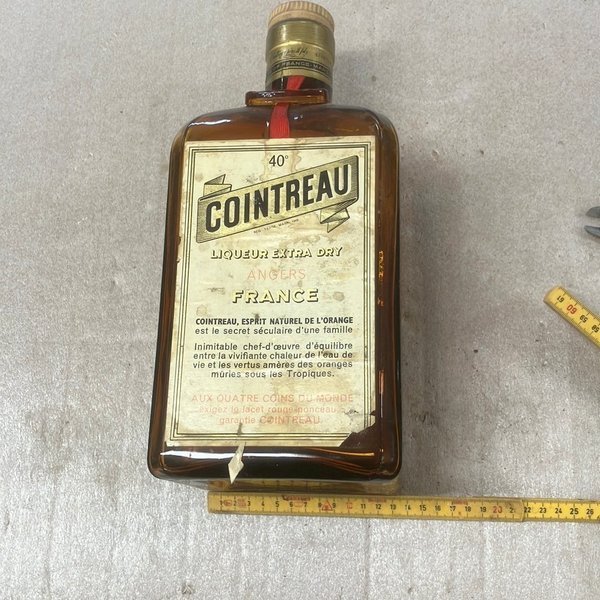 FRANCE
40°
COINTREAU
LIQUEUR EXTRA DRY
ANGERS
FRANCE
COINTREAU, ESPRIT NATUREL DE L'ORANGE
est le secret séculaire d'une famille
Inimitable chef-d'œuvre d'équilibre
entre la vivifiante chaleur de l'eau de
vie et les vertus amères des oranges
mûries sous les Tropiques.
AUX QUATRE COINS DU MONDE
exigez le lacet rouge ponceau
garantie COINTREAU.